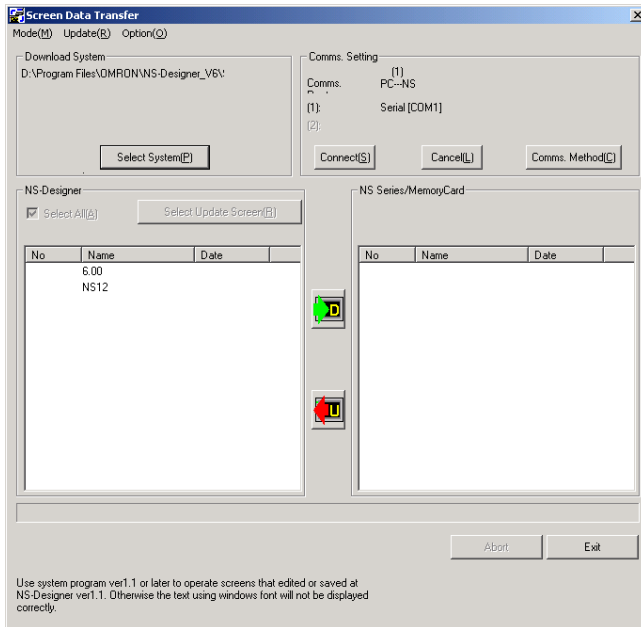 Screen Data Transfer
Mode(M) Update(R) Option(O)
Download System
D:\Program Files\OMRON\NS-Designer_V6\
Select System(P)
Comms. Setting
(1)
Comms. PC---NS
(1): Serial [COM1]
(2):
Connect(S) Cancel(L) Comms. Method(C)
NS-Designer
Select All(A) Select Update Screen(R)
No Name Date
6.00
NS12
NS Series/MemoryCard
No Name Date
D
U
Abort Exit
Use system program ver1.1 or later to operate screens that edited or saved at
NS-Designer ver1.1. Otherwise the text using windows font will not be displayed
correctly.